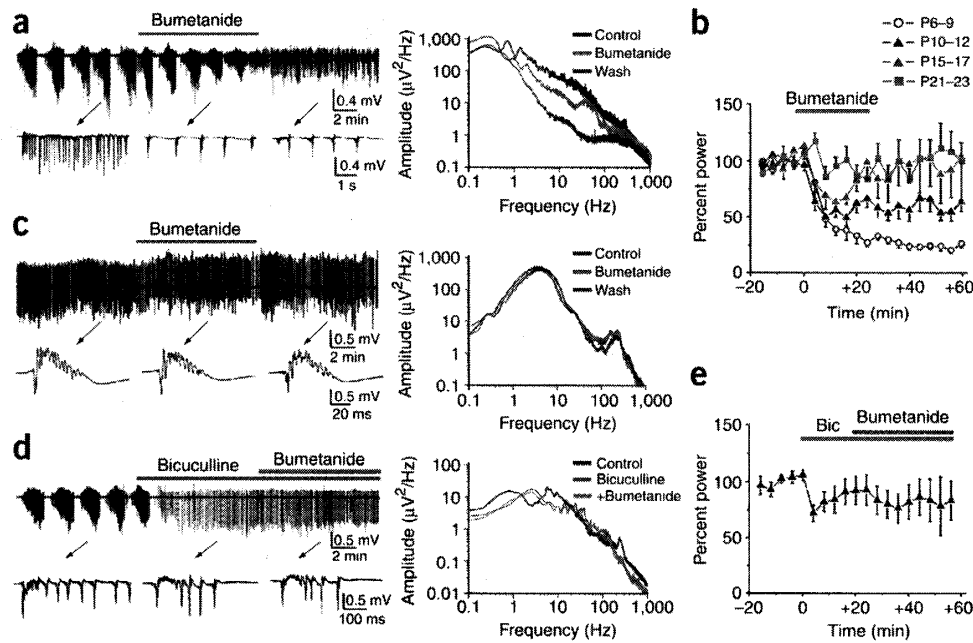 a
Bumetanide
0.4 mV
2 min
0.4 mV
1 s
Amplitude (μV²/Hz)
1,000
100
10
1
0.1
Control
Bumetanide
Wash
0.1 1 10 100 1,000
Frequency (Hz)
b
P6–9
P10–12
P15–17
P21–23
Bumetanide
Percent power
150
100
50
0
−20 0 +20 +40 +60
Time (min)
c
Bumetanide
0.5 mV
2 min
0.5 mV
20 ms
Amplitude (μV²/Hz)
1,000
100
10
1
0.1
Control
Bumetanide
Wash
0.1 1 10 100 1,000
Frequency (Hz)
d
Bicuculline
Bumetanide
0.5 mV
2 min
0.5 mV
100 ms
Amplitude (μV²/Hz)
100
10
1
0.1
0.01
Control
Bicuculline
+Bumetanide
0.1 1 10 100 1,000
Frequency (Hz)
e
Bic
Bumetanide
Percent power
150
100
50
0
−20 0 +20 +40 +60
Time (min)